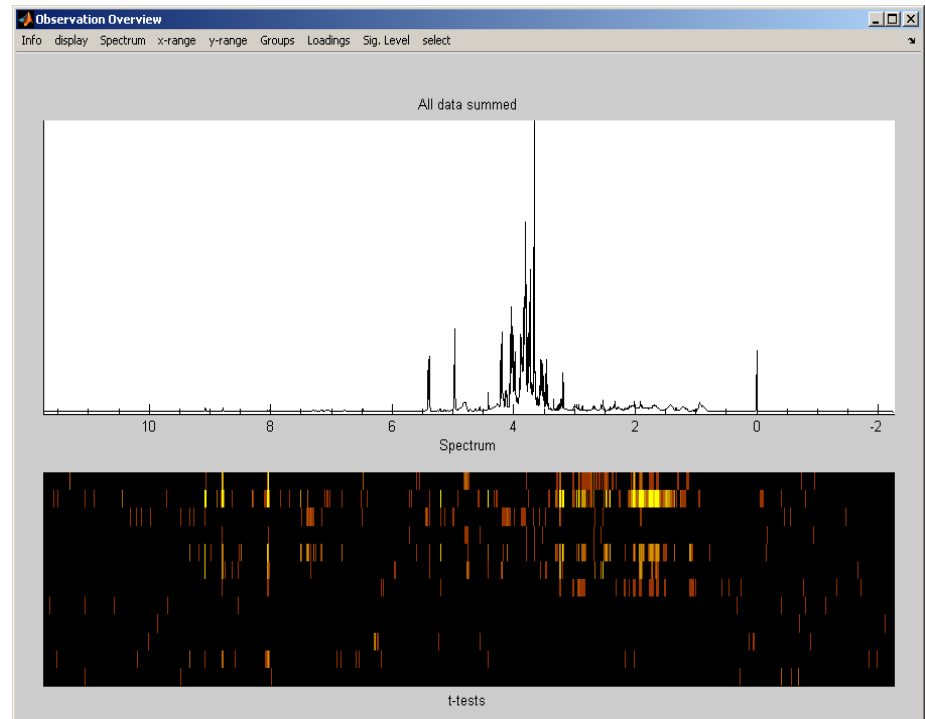 Observation Overview
Info display Spectrum x-range y-range Groups Loadings Sig. Level select
All data summed
10 8 6 4 2 0 -2
Spectrum
t-tests